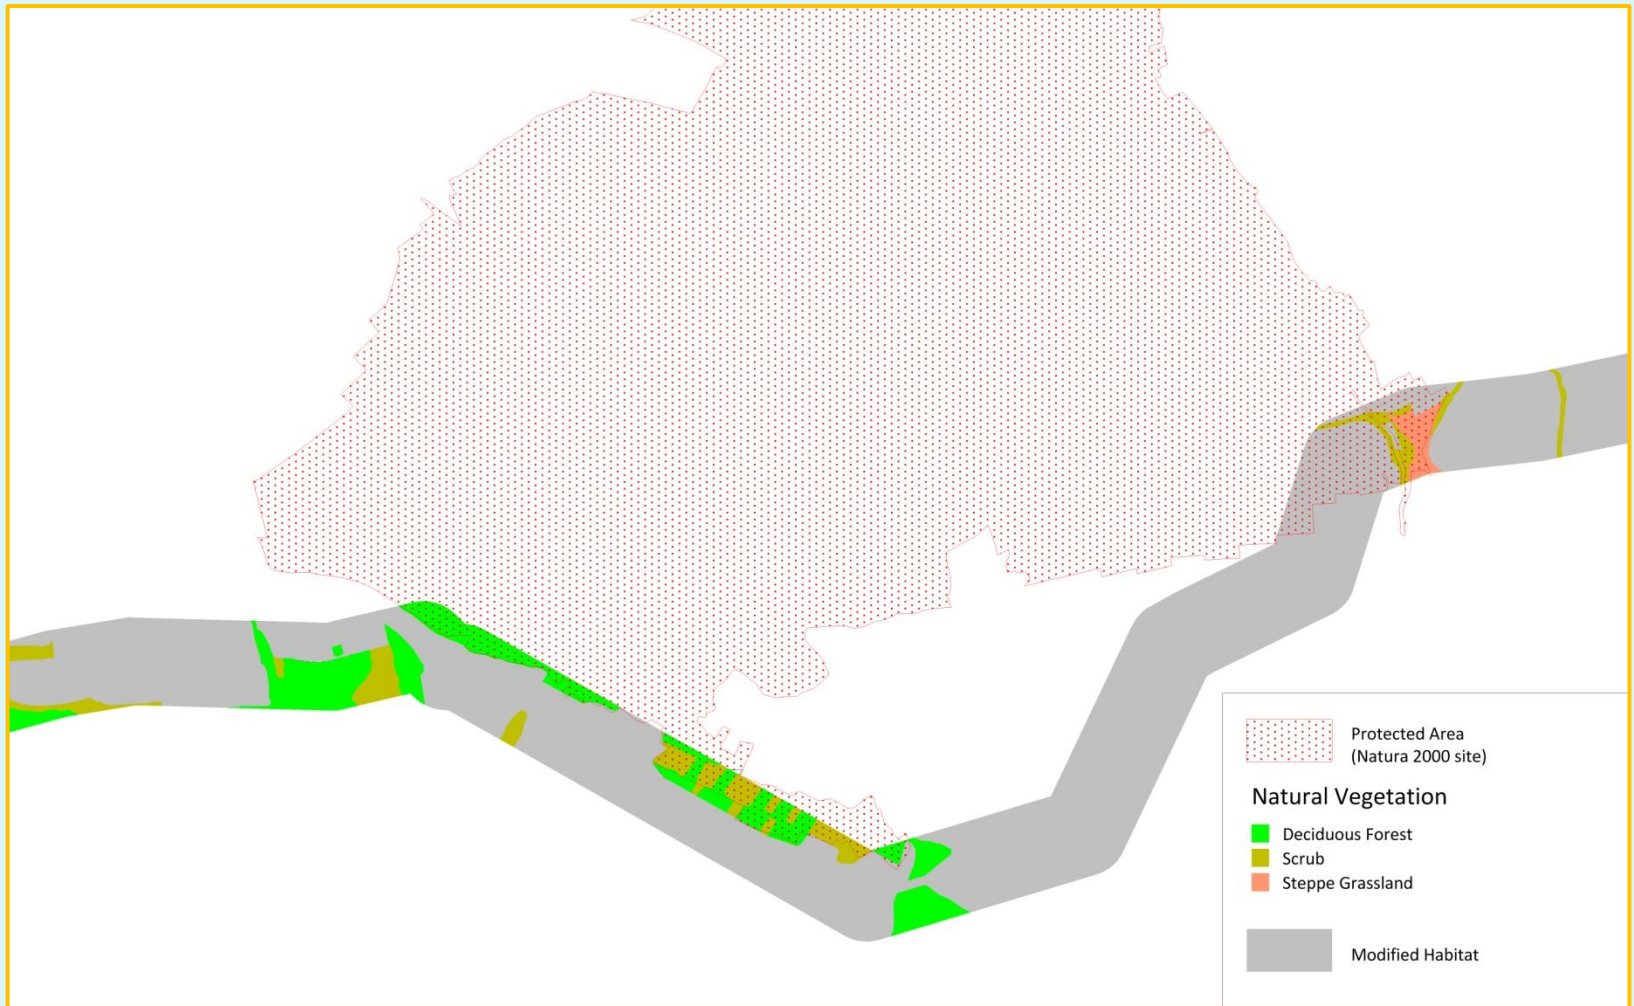 Protected Area
(Natura 2000 site)
Natural Vegetation
Deciduous Forest
Scrub
Steppe Grassland
Modified Habitat